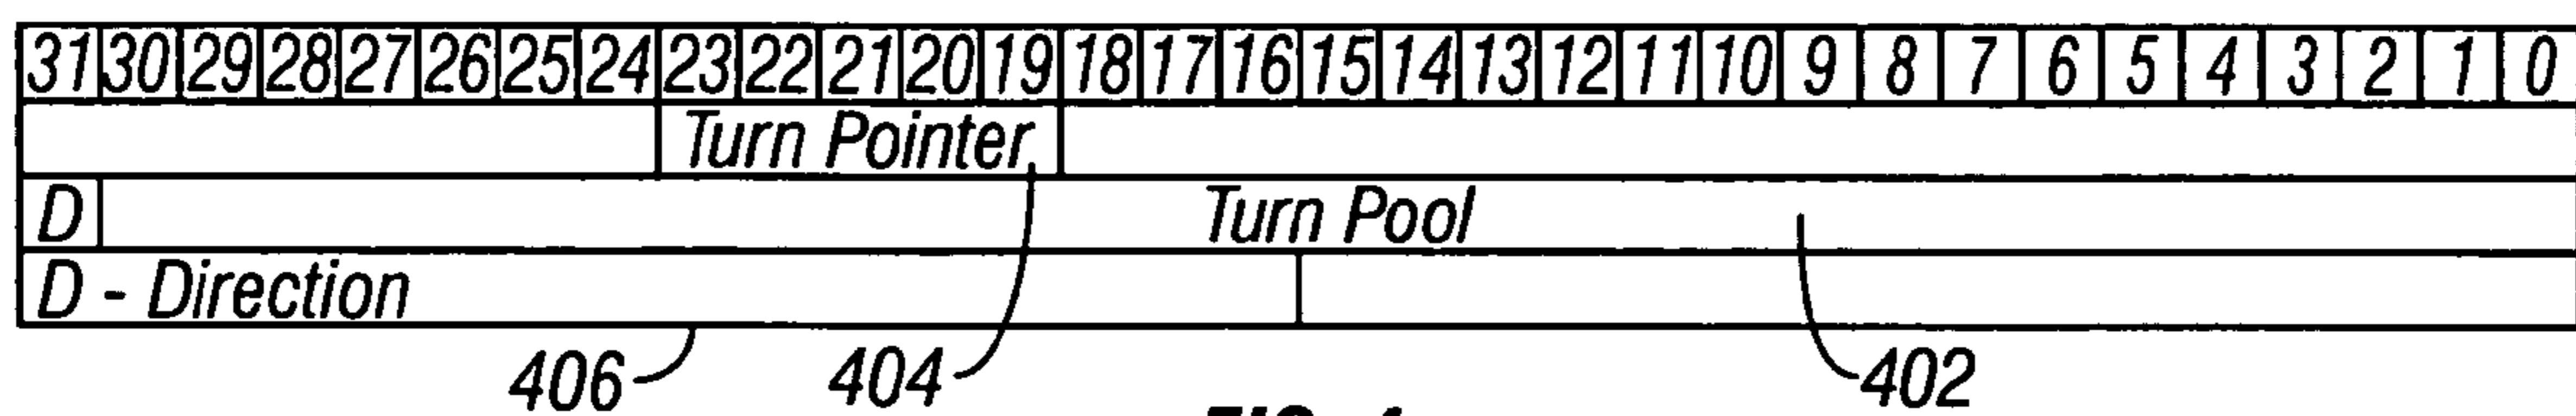 31 30 29 28 27 26 25 24 23 22 21 20 19 18 17 16 15 14 13 12 11 10 9 8 7 6 5 4 3 2 1 0
Turn Pointer
D Turn Pool
D - Direction
406 404 402